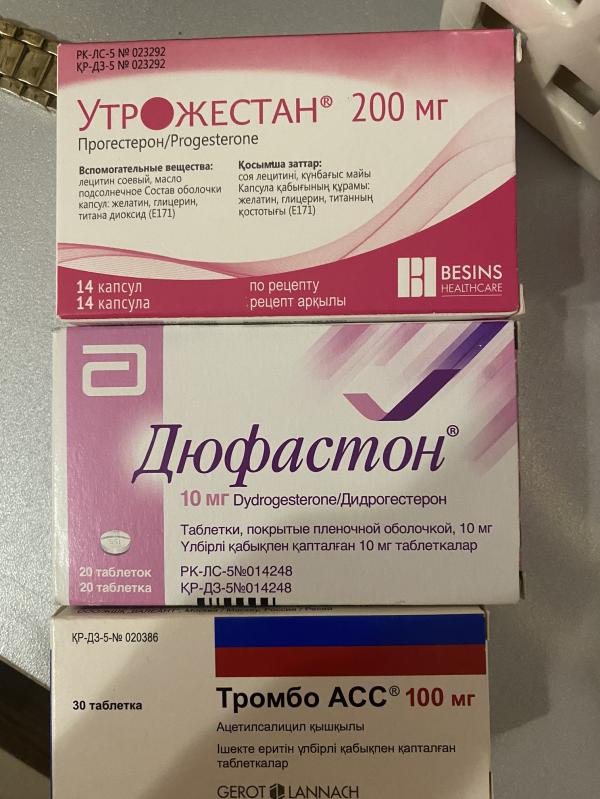 РК-ЛС-5 № 023292
ҚР-ДЗ-5 № 023292
УТРОЖЕСТАН® 200 мг
Прогестерон/Progesterone
Вспомогательные вещества:
лецитин соевый, масло
подсолнечное Состав оболочки
капсул: желатин, глицерин,
титана диоксид (Е171)
Қосымша заттар:
соя лецитині, күнбағыс майы
Капсула қабығының құрамы:
желатин, глицерин, титанның
қостотығы (Е171)
14 капсул
14 капсула
по рецепту
рецепт арқылы
BESINS
HEALTHCARE
Дюфастон®
10 мг Dydrogesterone/Дидрогестерон
Таблетки, покрытые пленочной оболочкой, 10 мг
Үлбірлі қабықпен қапталған 10 мг таблеткалар
20 таблеток
20 таблетка
РК-ЛС-5№014248
ҚР-ДЗ-5№014248
ҚР-ДЗ-5-№ 020386
30 таблетка
Тромбо АСС® 100 мг
Ацетилсалицил қышқылы
Ішекте еритін үлбірлі қабықпен қапталған
таблеткалар
GEROT LANNACH